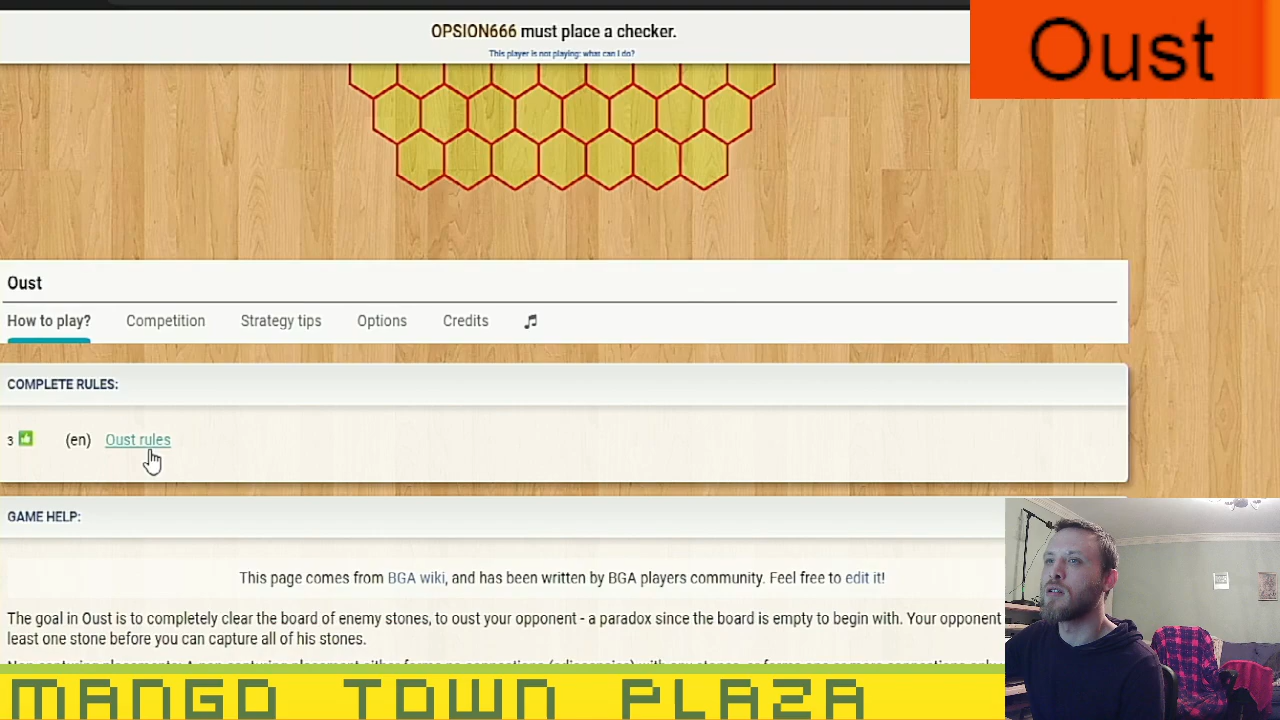 OPSION666 must place a checker.
This player is not playing: what can I do?
Oust
Oust
How to play?
Competition
Strategy tips
Options
Credits
COMPLETE RULES:
3
(en)
Oust rules
GAME HELP:
This page comes from BGA wiki, and has been written by BGA players community. Feel free to edit it!
The goal in Oust is to completely clear the board of enemy stones, to oust your opponent - a paradox since the board is empty to begin with. Your opponent
least one stone before you can capture all of his stones.
MANGO TOWN PLAZA